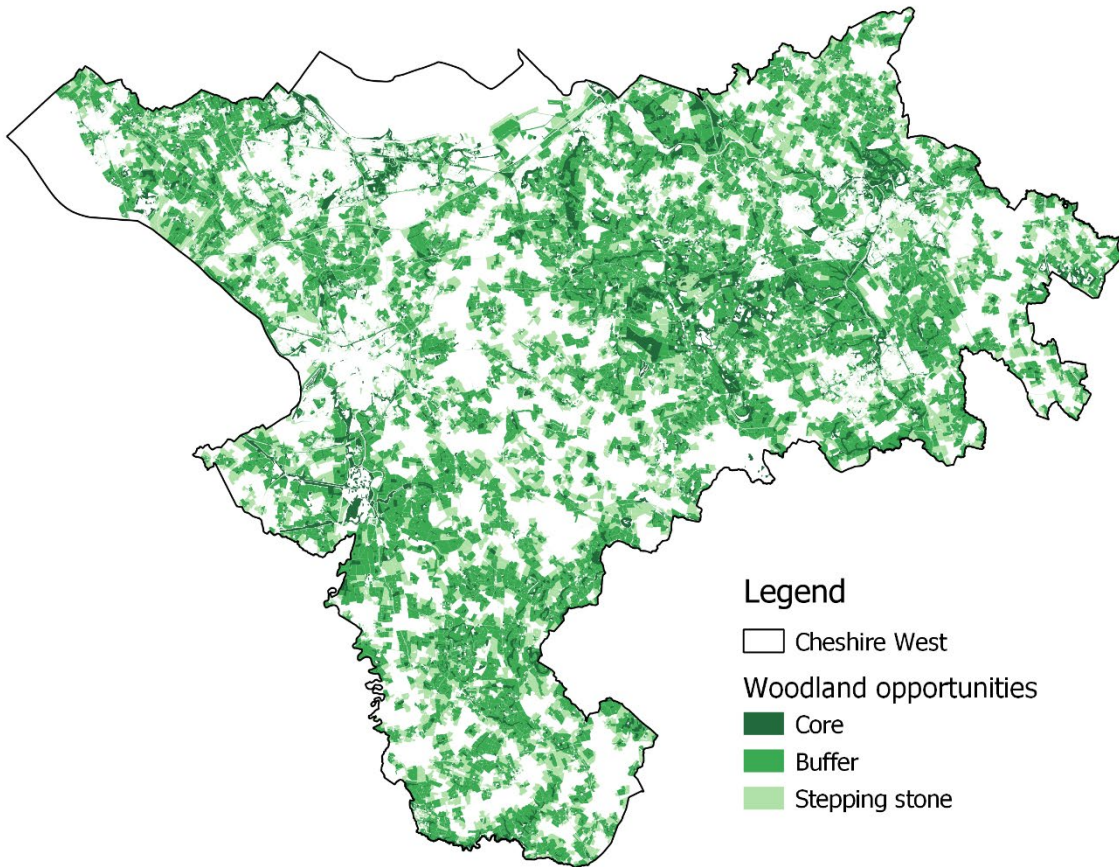 Legend
Cheshire West
Woodland opportunities
Core
Buffer
Stepping stone